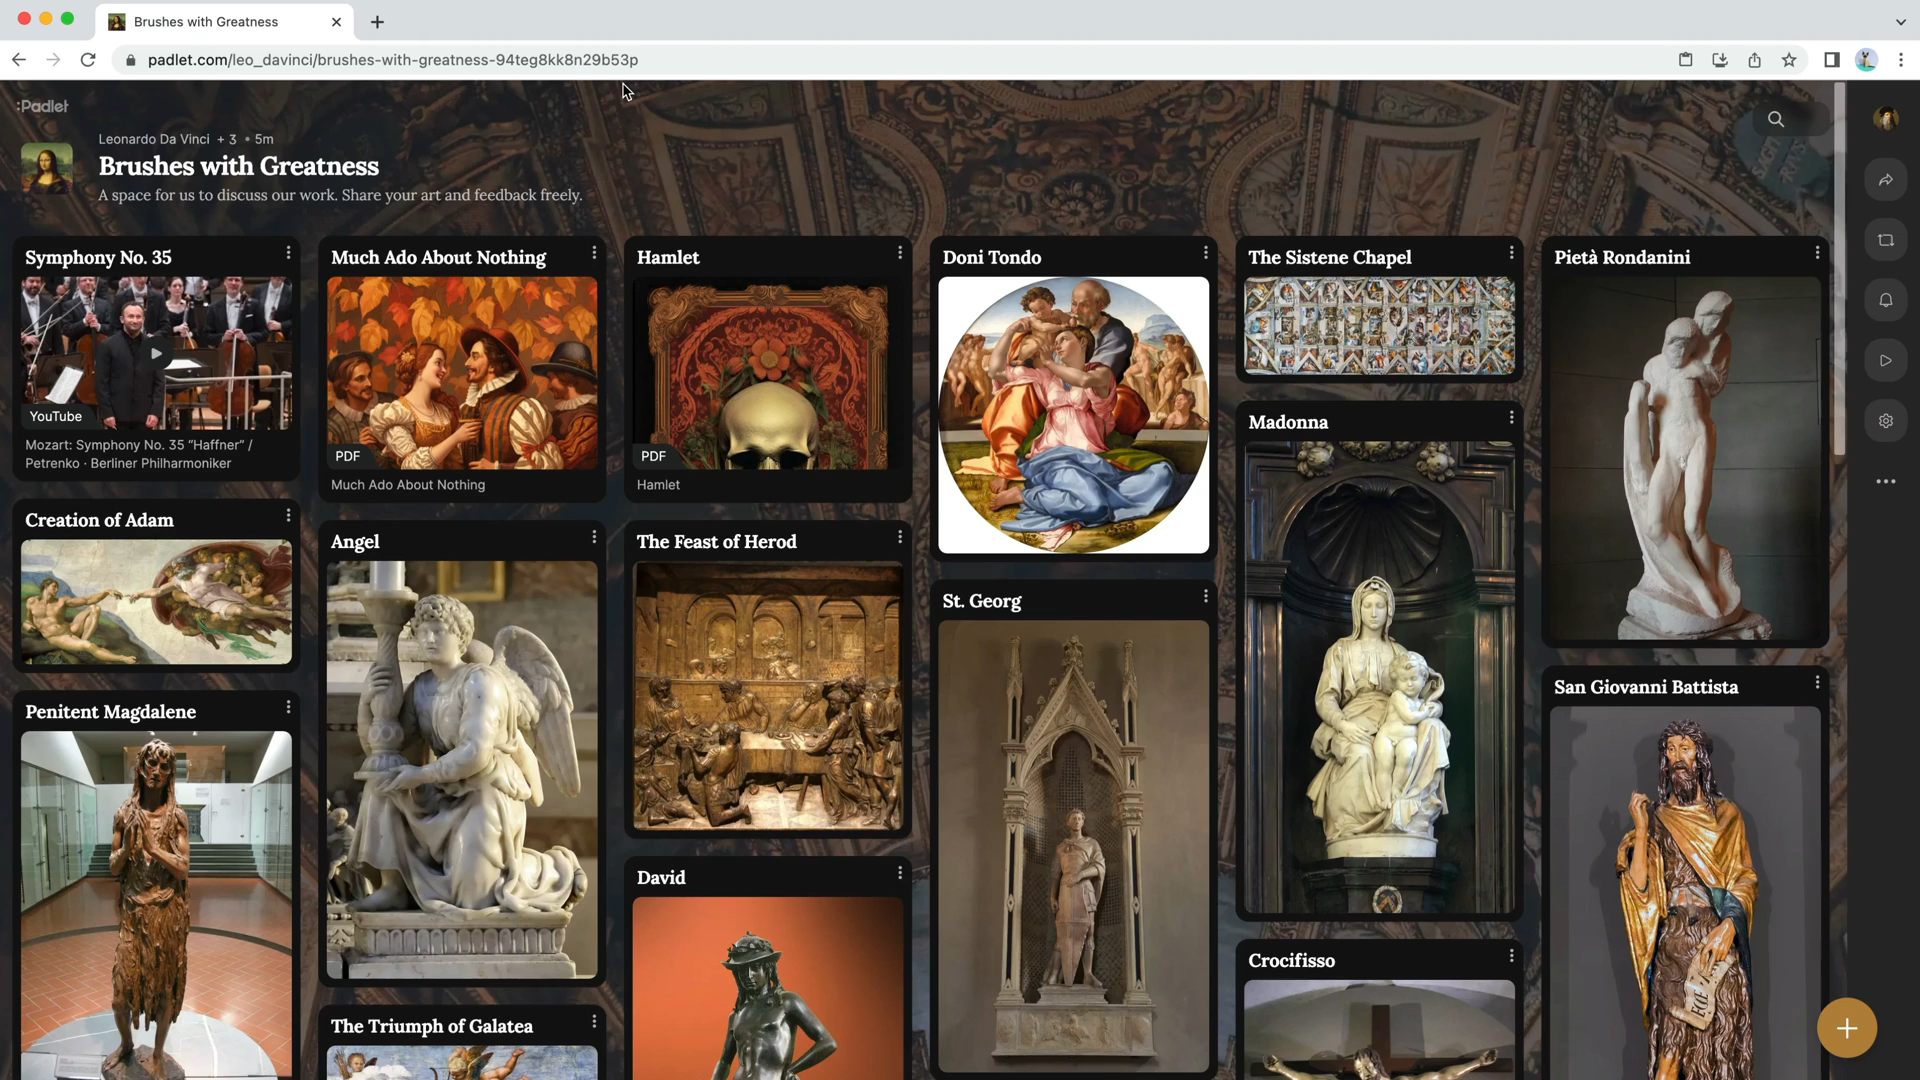 Brushes with Greatness
padlet.com/leo_davinci/brushes-with-greatness-94teg8kk8n29b53p
:Padlet
Leonardo Da Vinci + 3 • 5m
Brushes with Greatness
A space for us to discuss our work. Share your art and feedback freely.
Symphony No. 35
YouTube
Mozart: Symphony No. 35 “Haffner” /
Petrenko · Berliner Philharmoniker
Creation of Adam
Penitent Magdalene
Much Ado About Nothing
PDF
Much Ado About Nothing
Angel
The Triumph of Galatea
Hamlet
PDF
Hamlet
The Feast of Herod
David
Doni Tondo
St. Georg
The Sistene Chapel
Madonna
Crocifisso
Pietà Rondanini
San Giovanni Battista